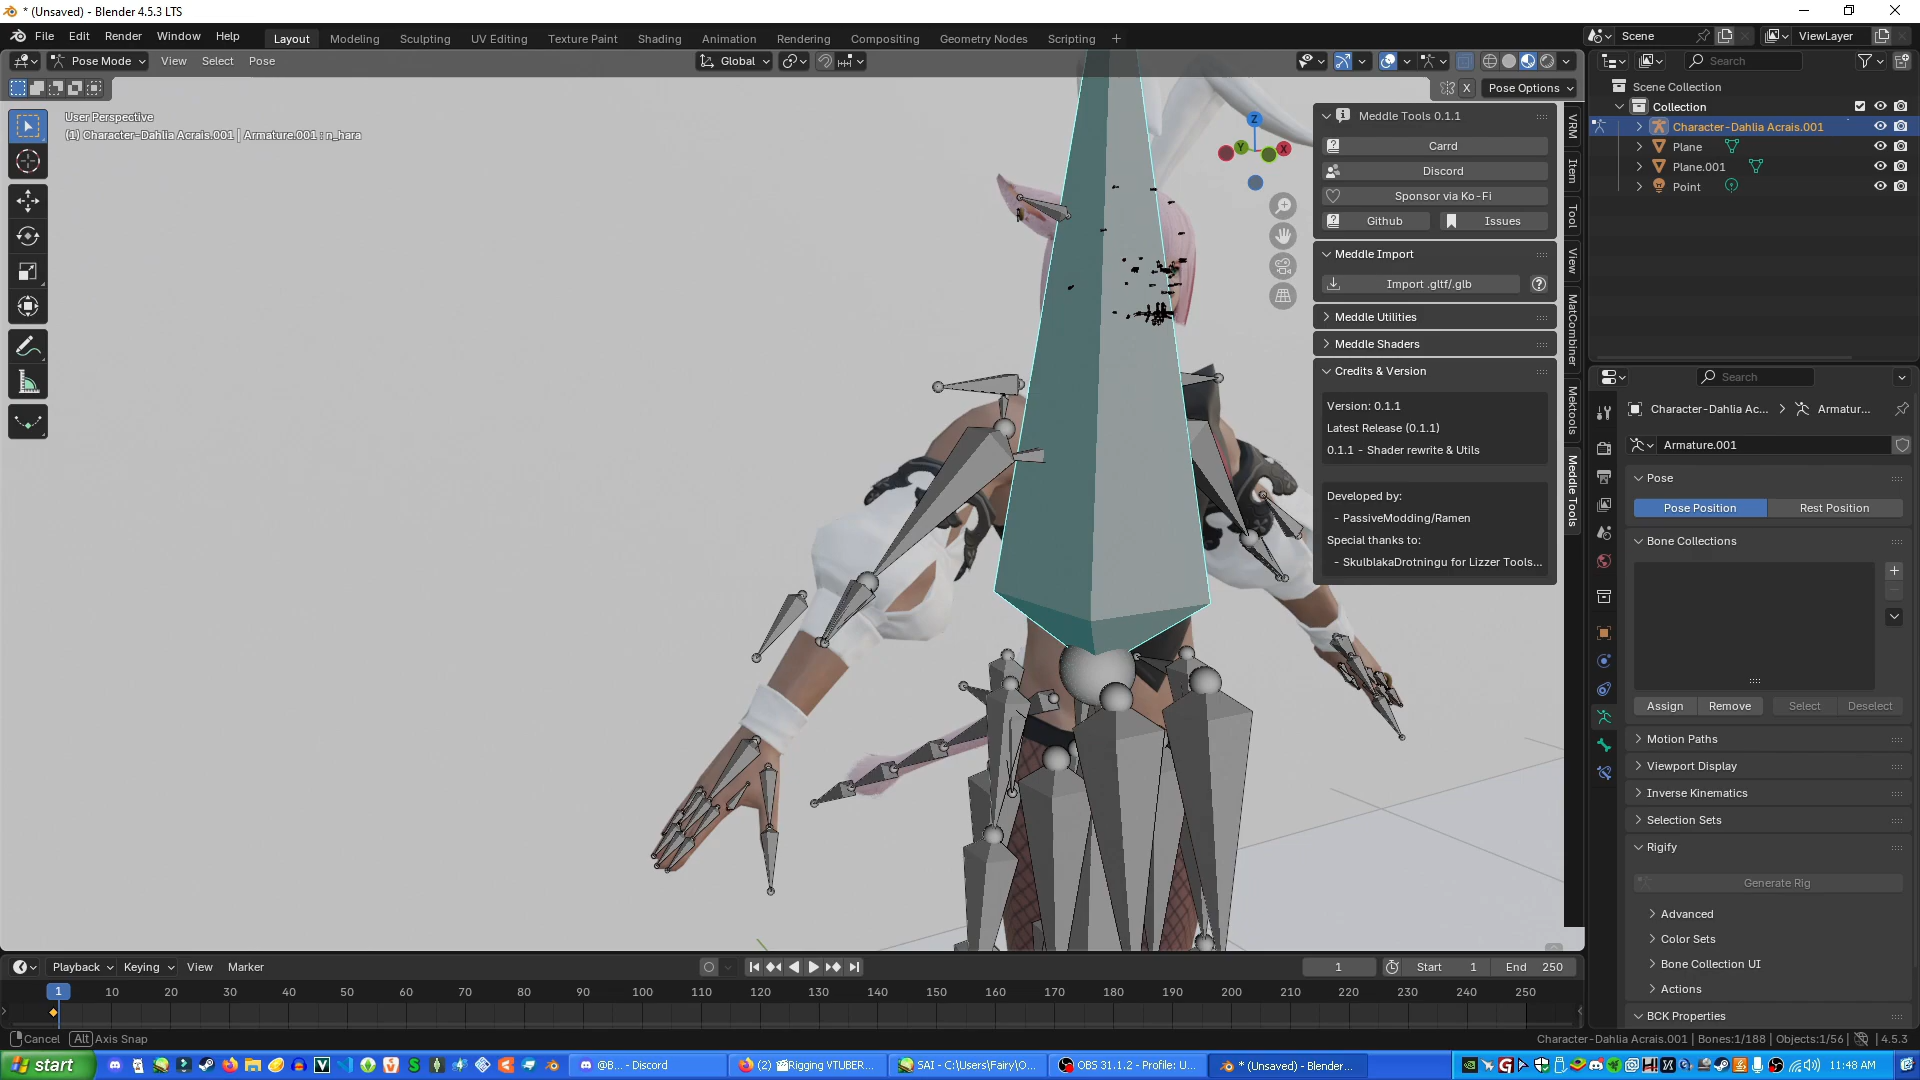 * (Unsaved) - Blender 4.5.3 LTS
File Edit Render Window Help
Layout Modeling Sculpting UV Editing Texture Paint Shading Animation Rendering Compositing Geometry Nodes Scripting +
Scene
ViewLayer
Pose Mode View Select Pose
Global
Search
X Pose Options
User Perspective
(1) Character-Dahlia Acrais.001 | Armature.001 : n_hara
Z
Y
X
Meddle Tools 0.1.1
Carrd
Discord
Sponsor via Ko-Fi
Github Issues
Meddle Import
Import .gltf/.glb
Meddle Utilities
Meddle Shaders
Credits & Version
Version: 0.1.1
Latest Release (0.1.1)
0.1.1 - Shader rewrite & Utils
Developed by:
- PassiveModding/Ramen
Special thanks to:
- SkulblakaDrotningu for Lizzer Tools...
VRM
Item
Tool
View
MatCombiner
Mektools
Meddle Tools
Scene Collection
Collection
Character-Dahlia Acrais.001
Plane
Plane.001
Point
Search
Character-Dahlia Ac... > Armatur...
Armature.001
Pose
Pose Position Rest Position
Bone Collections
Assign Remove Select Deselect
Motion Paths
Viewport Display
Inverse Kinematics
Selection Sets
Rigify
Generate Rig
Advanced
Color Sets
Bone Collection UI
Actions
BCK Properties
Playback Keying View Marker
1 Start 1 End 250
1 10 20 30 40 50 60 70 80 90 100 110 120 130 140 150 160 170 180 190 200 210 220 230 240 250
Cancel Alt Axis Snap
Character-Dahlia Acrais.001 | Bones:1/188 | Objects:1/56 | 4.5.3
start
@B... - Discord
(2) Rigging VTUBER...
SAI - C:\Users\Fairy\O...
OBS 31.1.2 - Profile: U...
* (Unsaved) - Blender...
11:48 AM